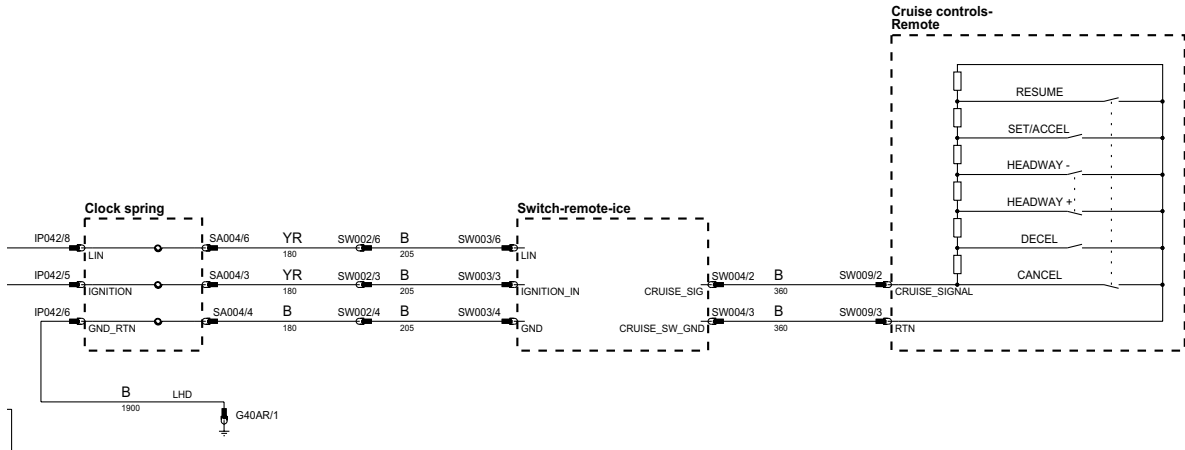 Cruise controls-
Remote
RESUME
SET/ACCEL
HEADWAY -
HEADWAY +
DECEL
CANCEL
Clock spring
Switch-remote-ice
IP042/8 SA004/6 YR SW002/6 B SW003/6
LIN 180 205 LIN
IP042/5 SA004/3 YR SW002/3 B SW003/3 SW004/2 B SW009/2
IGNITION 180 205 IGNITION_IN CRUISE_SIG 360 CRUISE_SIGNAL
IP042/6 SA004/4 B SW002/4 B SW003/4 SW004/3 B SW009/3
GND_RTN 180 205 GND CRUISE_SW_GND 360 RTN
B LHD
1900
G40AR/1